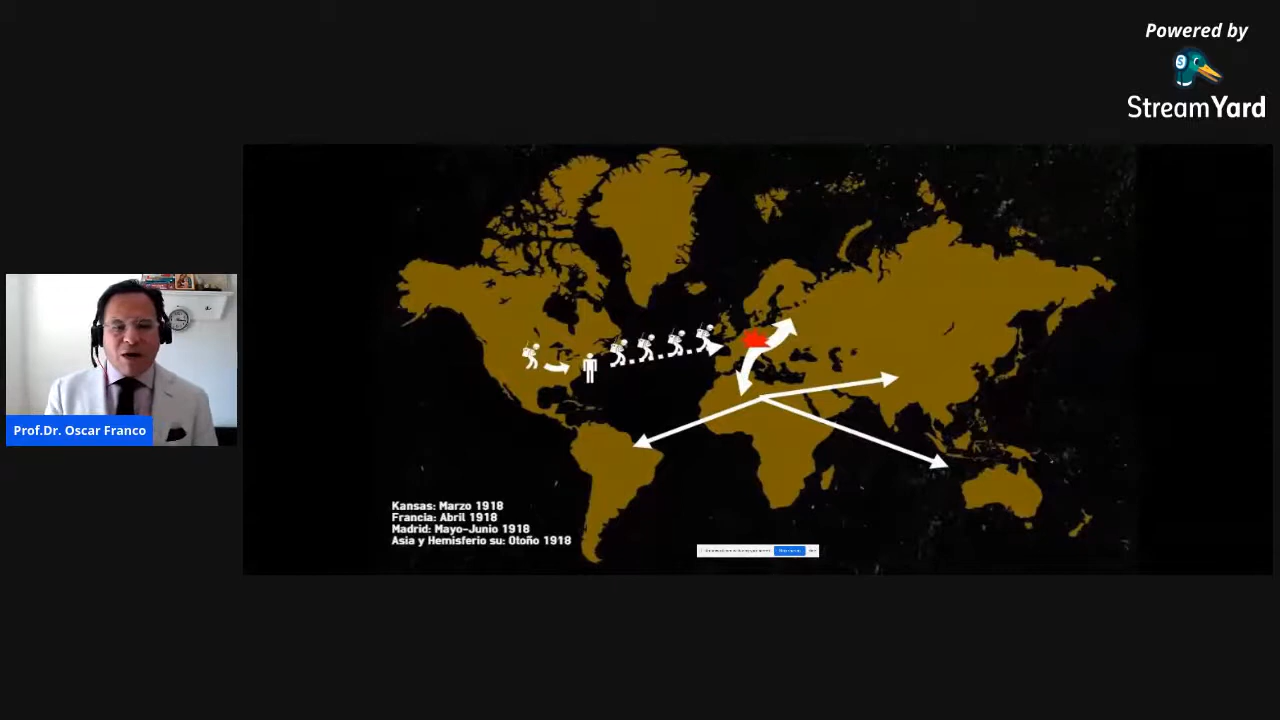 Powered by
StreamYard
Prof.Dr. Oscar Franco
Kansas: Marzo 1918
Francia: Abril 1918
Madrid: Mayo-Junio 1918
Asia y Hemisferio su: Otoño 1918